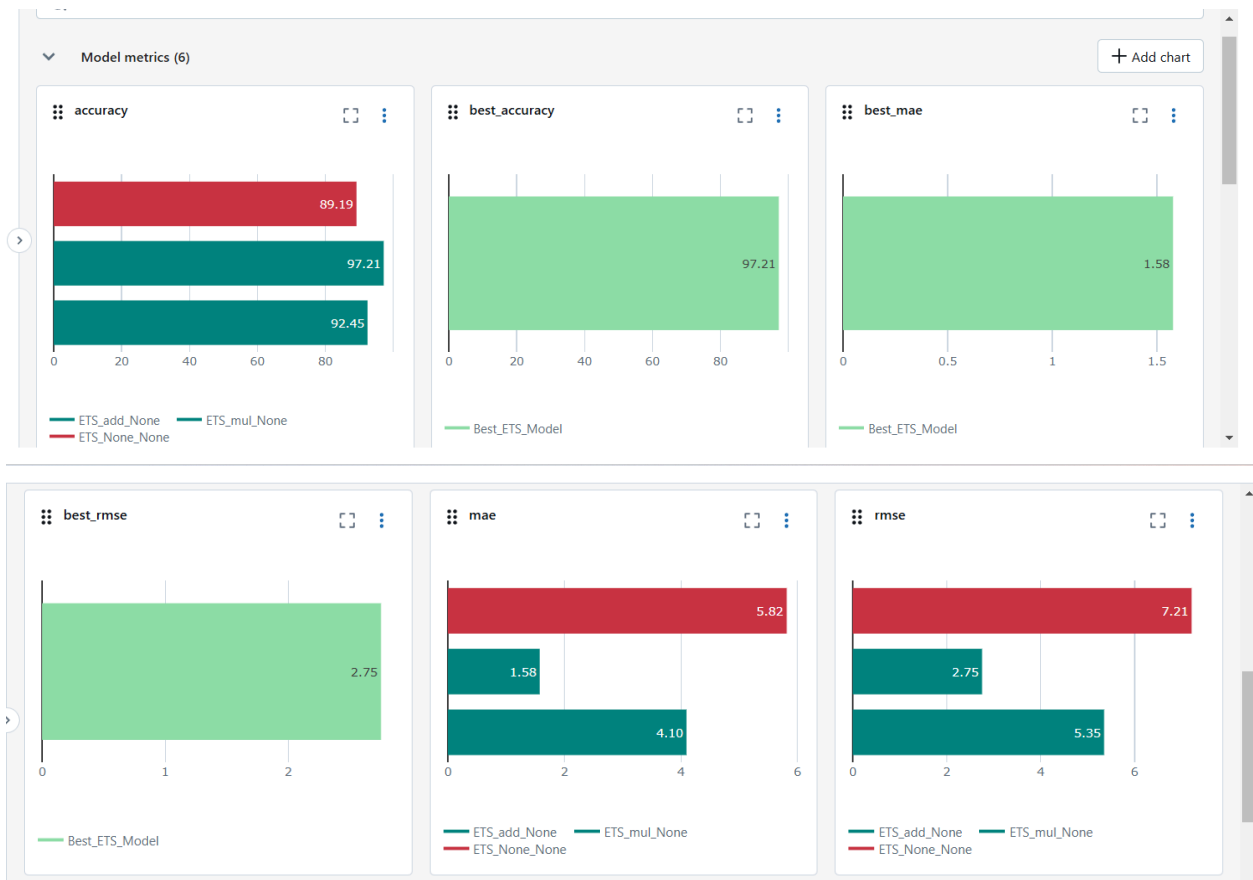 Model metrics (6)
Add chart
accuracy
89.19
97.21
92.45
0 20 40 60 80
ETS_add_None ETS_mul_None
ETS_None_None
best_accuracy
97.21
0 20 40 60 80
Best_ETS_Model
best_mae
1.58
0 0.5 1 1.5
Best_ETS_Model
best_rmse
2.75
0 1 2
Best_ETS_Model
mae
5.82
1.58
4.10
0 2 4 6
ETS_add_None ETS_mul_None
ETS_None_None
rmse
7.21
2.75
5.35
0 2 4 6
ETS_add_None ETS_mul_None
ETS_None_None